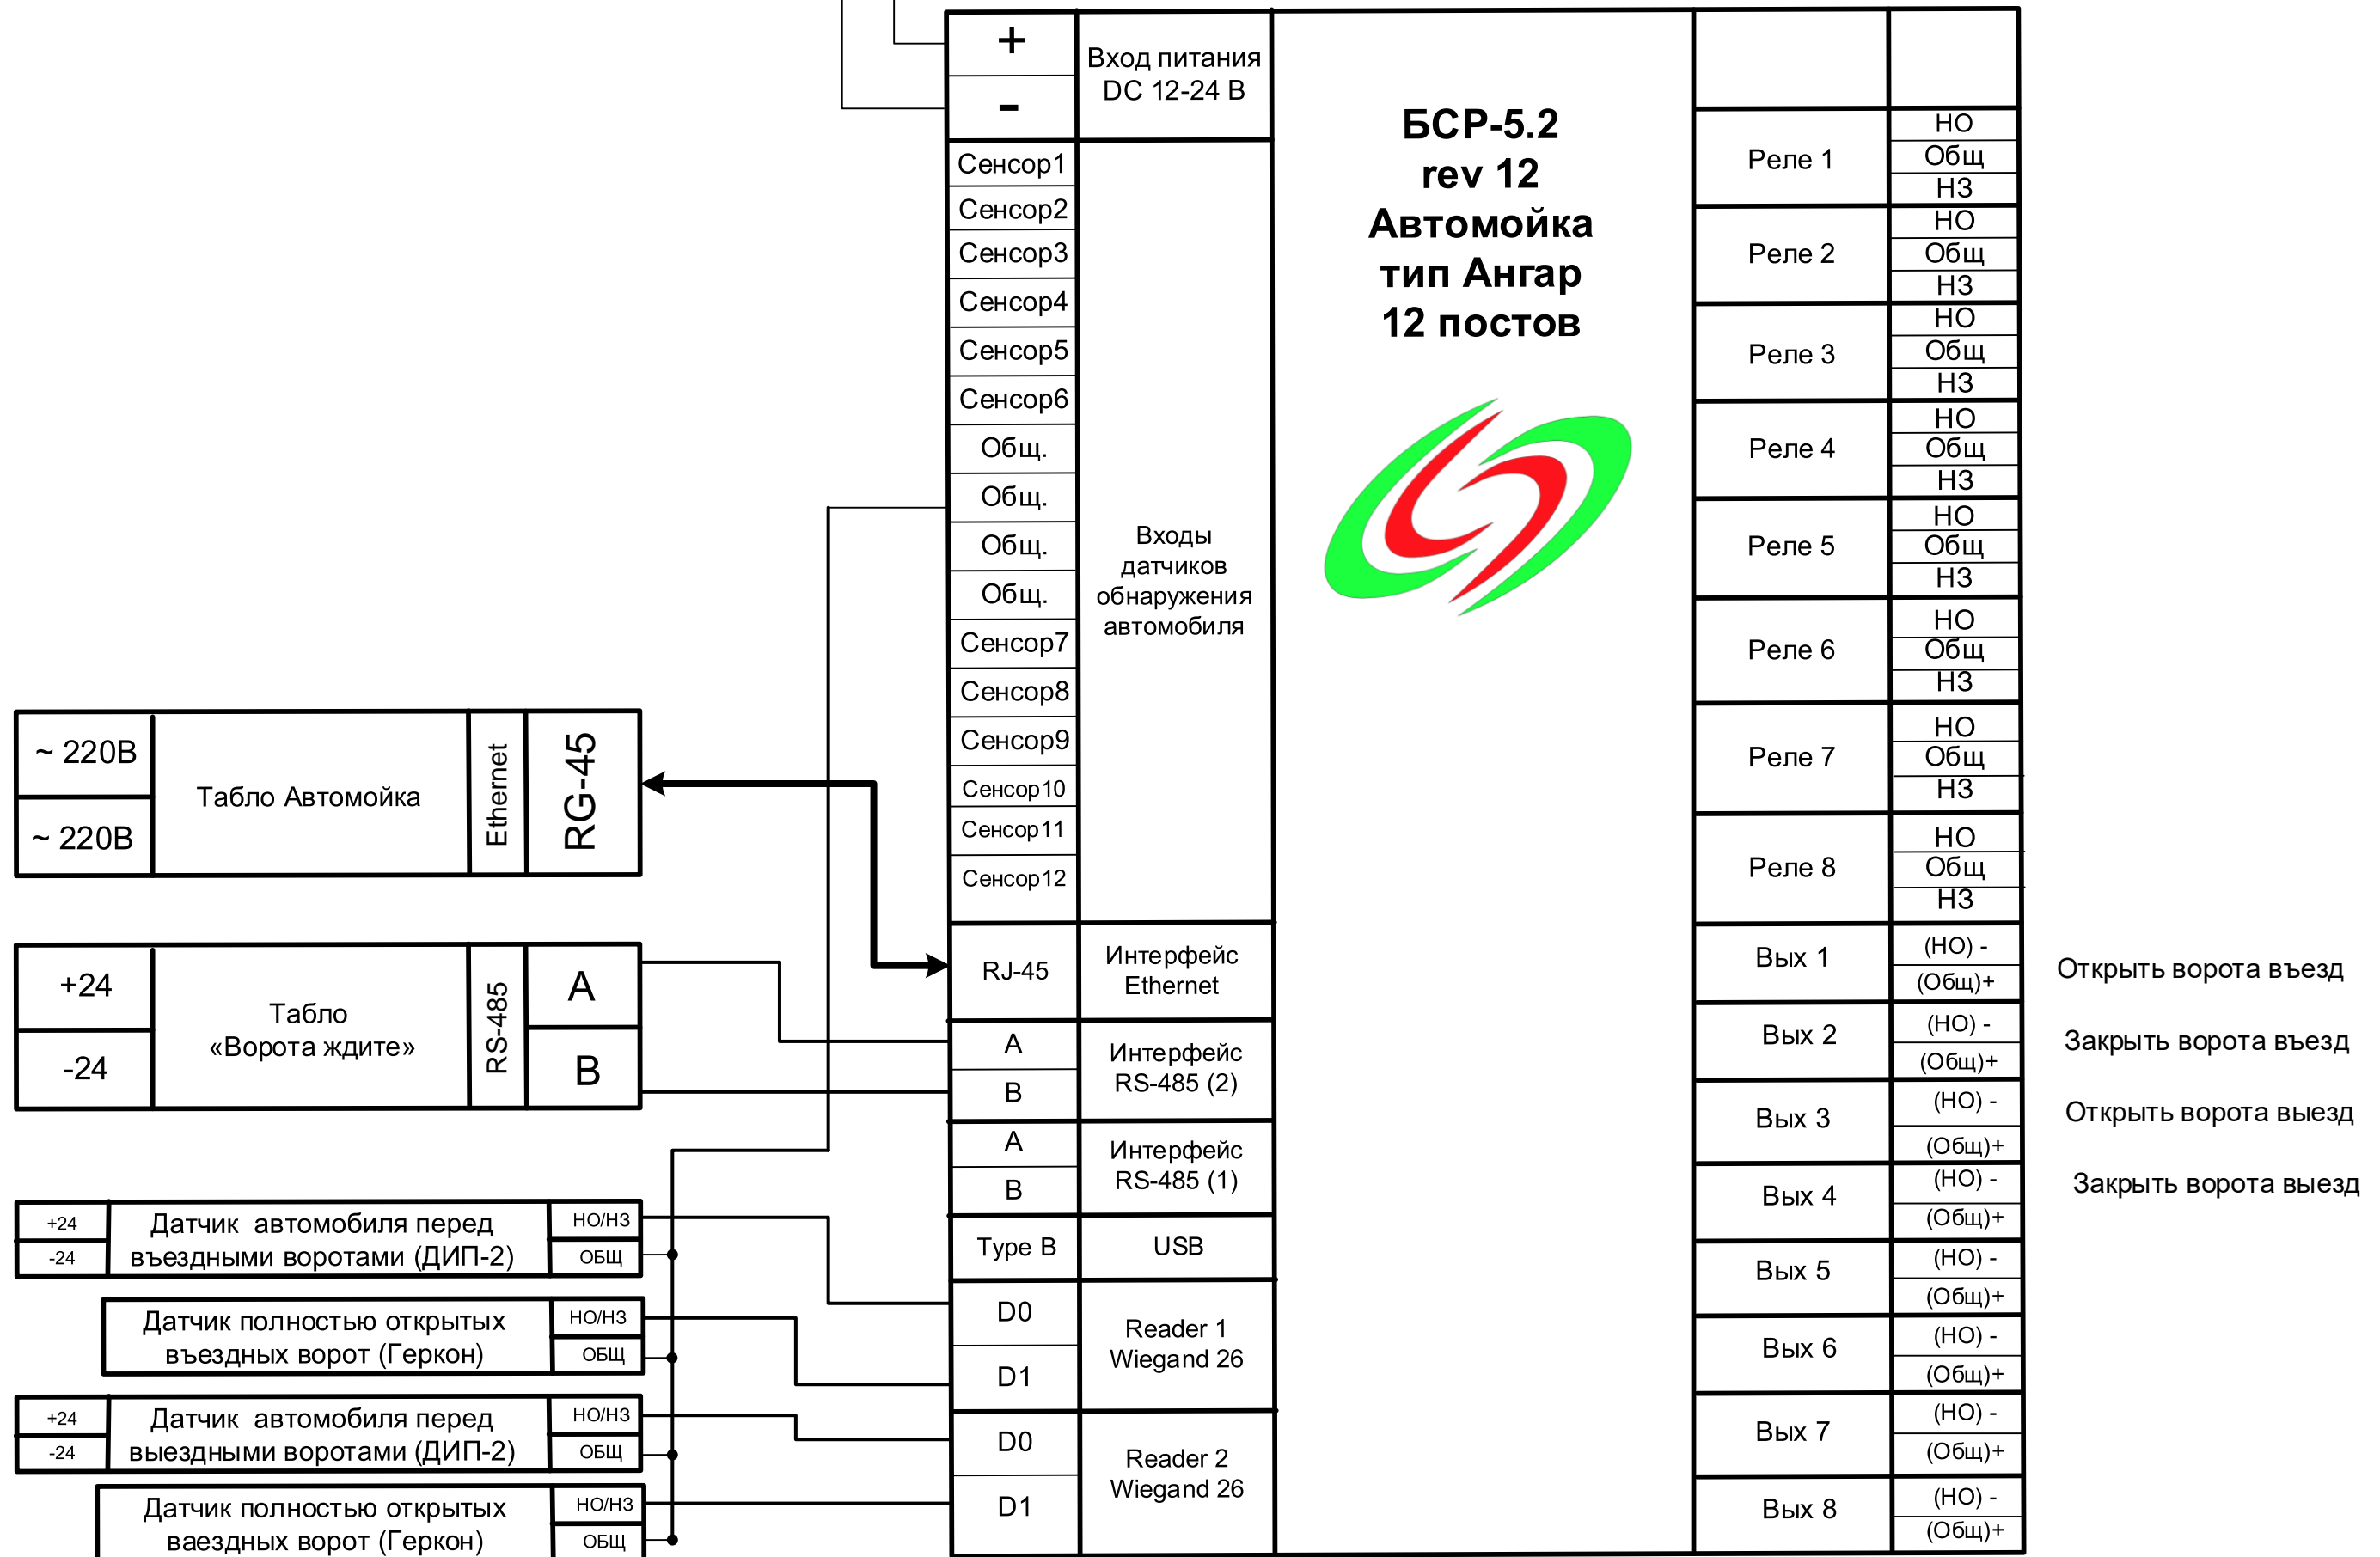 +
-
Вход питания
DC 12-24 В
БСР-5.2
rev 12
Автомойка
тип Ангар
12 постов
Сенсор1
Сенсор2
Сенсор3
Сенсор4
Сенсор5
Сенсор6
Общ.
Общ.
Общ.
Общ.
Сенсор7
Сенсор8
Сенсор9
Сенсор10
Сенсор11
Сенсор12
Входы
датчиков
обнаружения
автомобиля
RJ-45
Интерфейс
Ethernet
A
B
Интерфейс
RS-485 (2)
A
B
Интерфейс
RS-485 (1)
Type B
USB
D0
D1
Reader 1
Wiegand 26
D0
D1
Reader 2
Wiegand 26
Реле 1
НО
Общ
НЗ
Реле 2
НО
Общ
НЗ
Реле 3
НО
Общ
НЗ
Реле 4
НО
Общ
НЗ
Реле 5
НО
Общ
НЗ
Реле 6
НО
Общ
НЗ
Реле 7
НО
Общ
НЗ
Реле 8
НО
Общ
НЗ
Вых 1
(НО) -
(Общ)+
Открыть ворота въезд
Вых 2
(НО) -
(Общ)+
Закрыть ворота въезд
Вых 3
(НО) -
(Общ)+
Открыть ворота выезд
Вых 4
(НО) -
(Общ)+
Закрыть ворота выезд
Вых 5
(НО) -
(Общ)+
Вых 6
(НО) -
(Общ)+
Вых 7
(НО) -
(Общ)+
Вых 8
(НО) -
(Общ)+
~ 220В
~ 220В
Табло Автомойка
Ethernet
RG-45
+24
-24
Табло
«Ворота ждите»
RS-485
A
B
+24
-24
Датчик автомобиля перед
въездными воротами (ДИП-2)
НО/НЗ
ОБЩ
Датчик полностью открытых
въездных ворот (Геркон)
НО/НЗ
ОБЩ
+24
-24
Датчик автомобиля перед
выездными воротами (ДИП-2)
НО/НЗ
ОБЩ
Датчик полностью открытых
ваездных ворот (Геркон)
НО/НЗ
ОБЩ